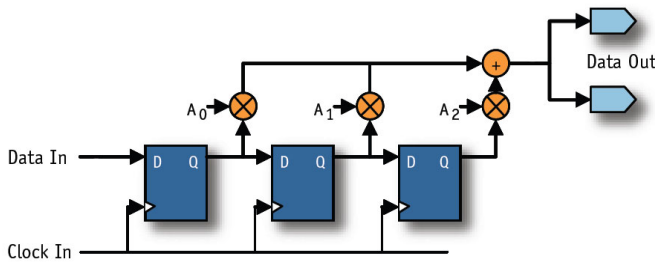 +
Data Out
A0
A1
A2
Data In
D Q
D Q
D Q
Clock In